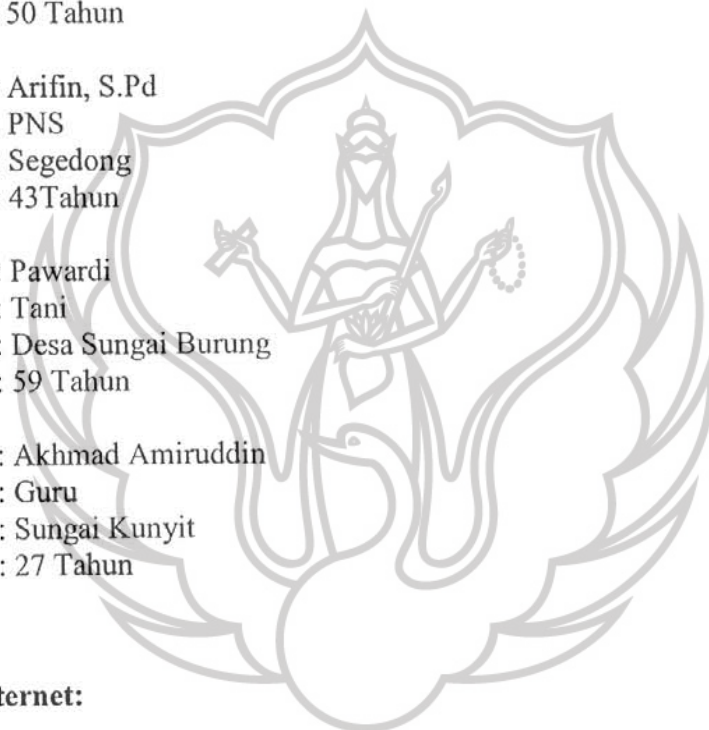 50 Tahun
Arifin, S.Pd
PNS
Segedong
43Tahun
: Pawardi
: Tani
: Desa Sungai Burung
: 59 Tahun
: Akhmad Amiruddin
: Guru
: Sungai Kunyit
: 27 Tahun
ternet: